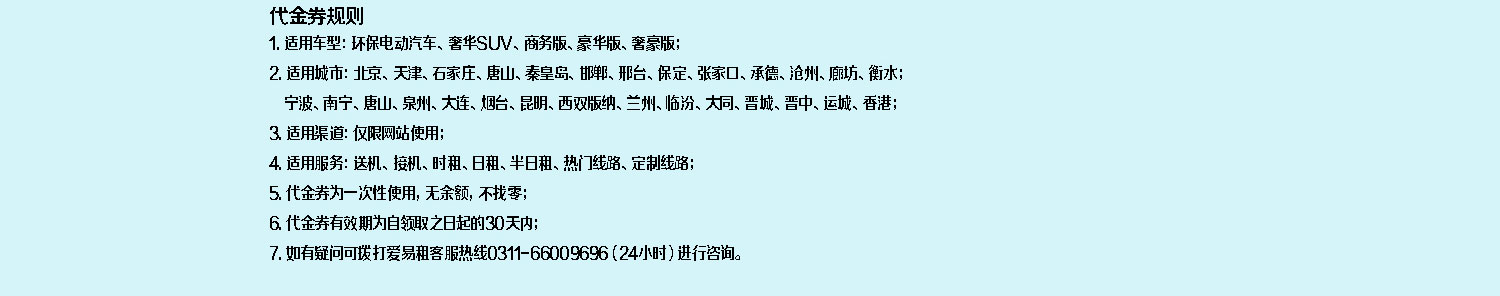 代金券规则
1. 适用车型：环保电动汽车、奢华SUV、商务版、豪华版、奢豪版；
2. 适用城市：北京、天津、石家庄、唐山、秦皇岛、邯郸、邢台、保定、张家口、承德、沧州、廊坊、衡水；
宁波、南宁、唐山、泉州、大连、烟台、昆明、西双版纳、兰州、临汾、大同、晋城、晋中、运城、香港；
3. 适用渠道：仅限网站使用；
4. 适用服务：送机、接机、时租、日租、半日租、热门线路、定制线路；
5. 代金券为一次性使用，无余额，不找零；
6. 代金券有效期为自领取之日起的30天内；
7. 如有疑问可拨打爱易租客服热线0311-66009696（24小时）进行咨询。